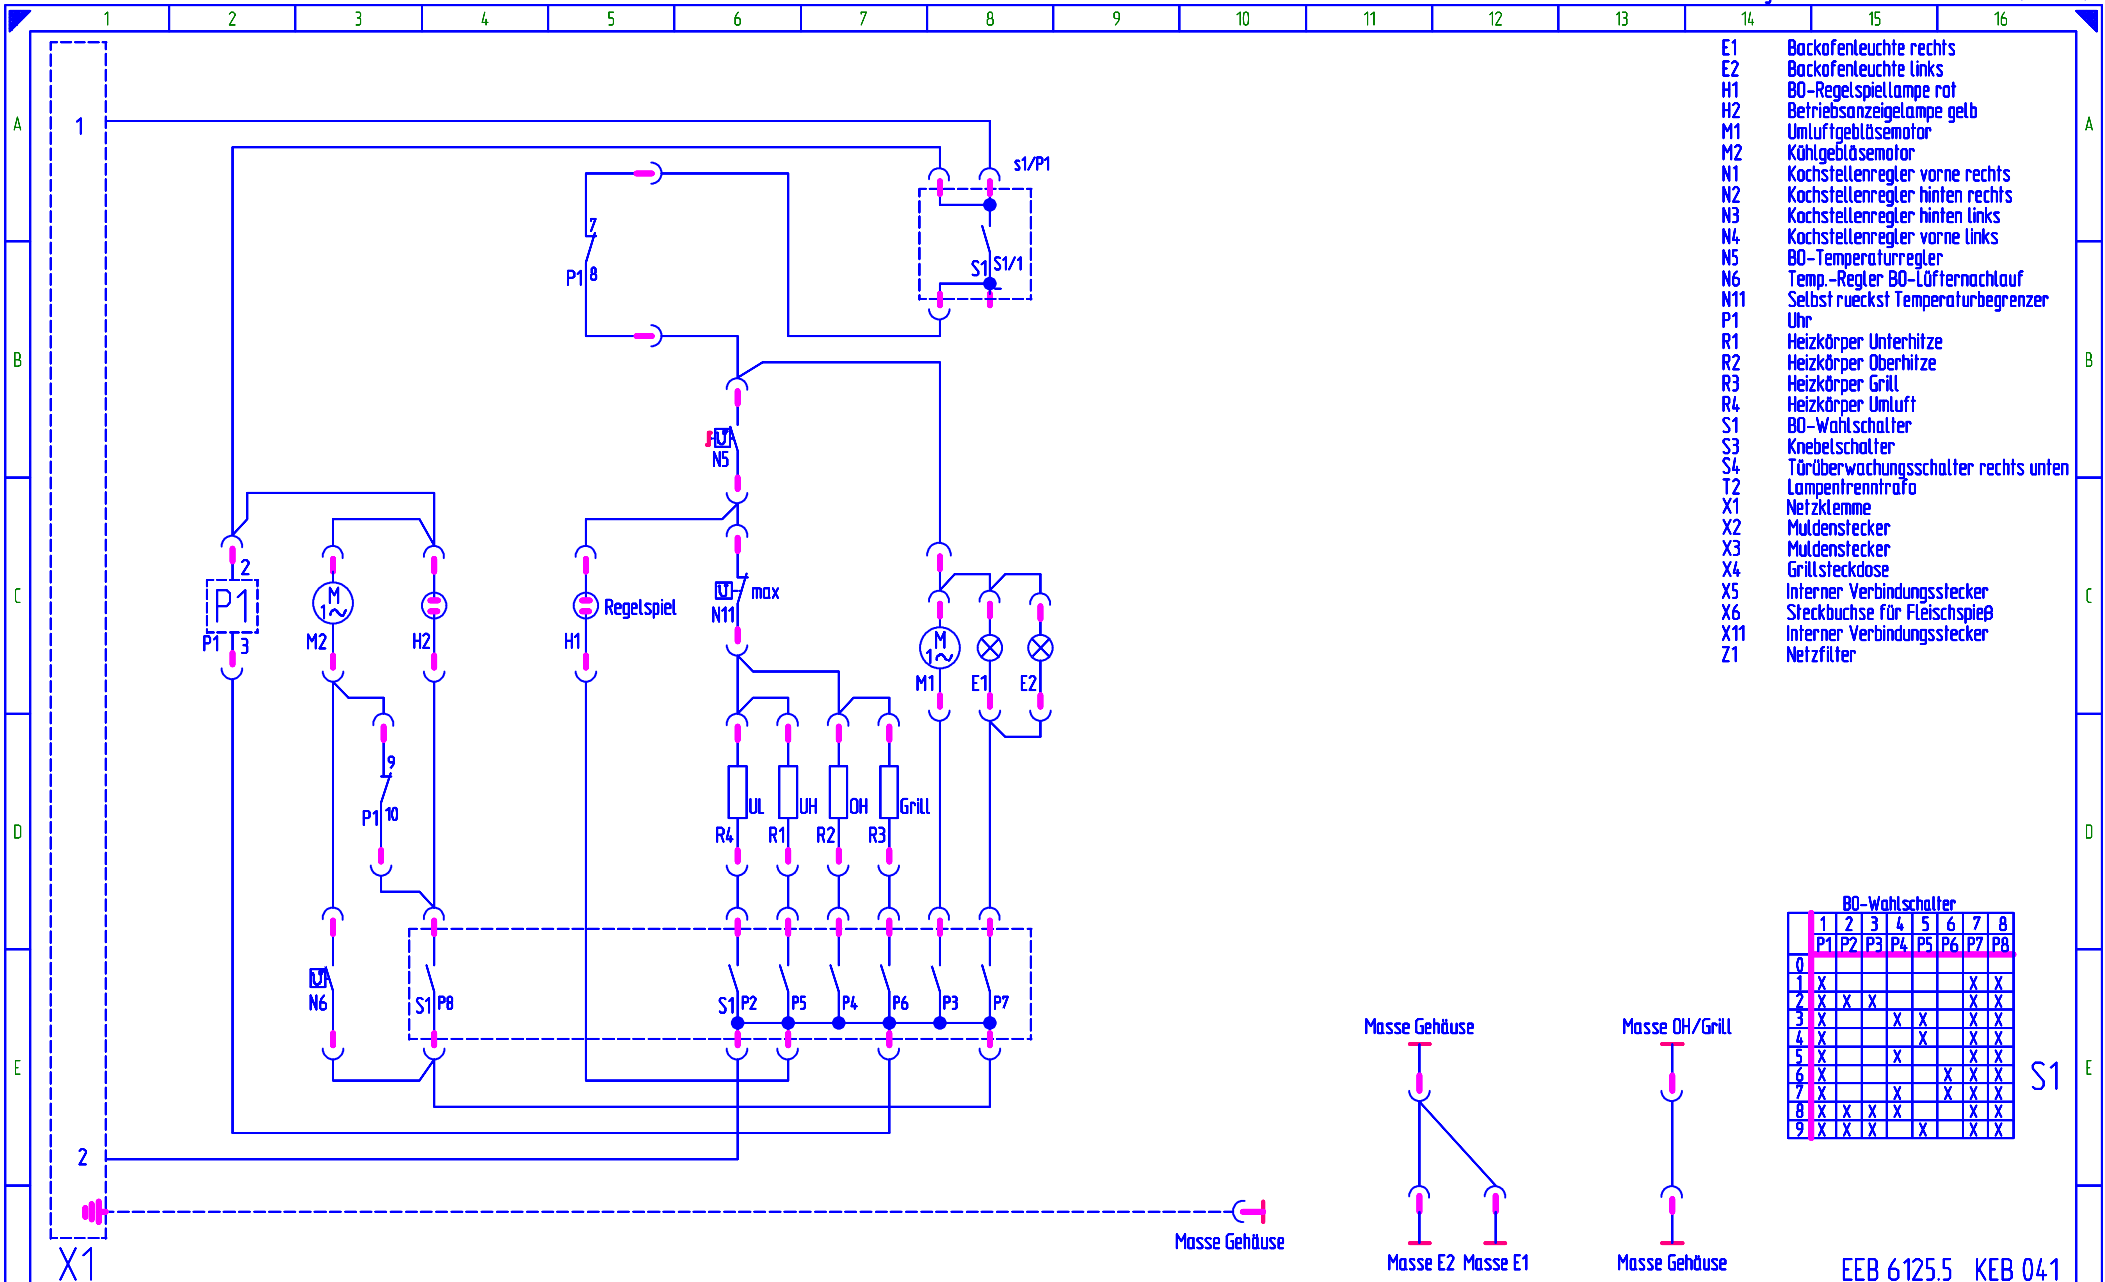 1 2 3 4 5 6 7 8 9 10 11 12 13 14 15 16
A A
B B
C C
D D
E E
1
2
X1
s1/P1
S1 S1/1
7
P1 8
N5
2
P1
P1 3
M
1~
M2
H2
H1
Regelspiel
max
N11
M
1~
M1
E1
E2
9
P1 10
UL
UH
OH
Grill
R4
R1
R2
R3
N6
S1 P8
S1 P2
P5
P4
P6
P3
P7
Masse Gehäuse
Masse Gehäuse
Masse E2 Masse E1
Masse OH/Grill
Masse Gehäuse
E1 Backofenleuchte rechts
E2 Backofenleuchte links
H1 BO-Regelspiellampe rot
H2 Betriebsanzeigelampe gelb
M1 Umluftgebläsemotor
M2 Kühlgebläsemotor
N1 Kochstellenregler vorne rechts
N2 Kochstellenregler hinten rechts
N3 Kochstellenregler hinten links
N4 Kochstellenregler vorne links
N5 BO-Temperaturregler
N6 Temp.-Regler BO-Lüfternachlauf
N11 Selbst rueckst Temperaturbegrenzer
P1 Uhr
R1 Heizkörper Unterhitze
R2 Heizkörper Oberhitze
R3 Heizkörper Grill
R4 Heizkörper Umluft
S1 BO-Wahlschalter
S3 Knebelschalter
S4 Türüberwachungsschalter rechts unten
T2 Lampentrenntrafo
X1 Netzklemme
X2 Muldenstecker
X3 Muldenstecker
X4 Grillsteckdose
X5 Interner Verbindungsstecker
X6 Steckbuchse für Fleischspieß
X11 Interner Verbindungsstecker
Z1 Netzfilter
BO-Wahlschalter
1 2 3 4 5 6 7 8
P1 P2 P3 P4 P5 P6 P7 P8
0
1 X X X
2 X X X X X
3 X X X X X
4 X X X X
5 X X X X
6 X X X X
7 X X X X X
8 X X X X X X
9 X X X X X X
S1
EEB 6125.5 KEB 041